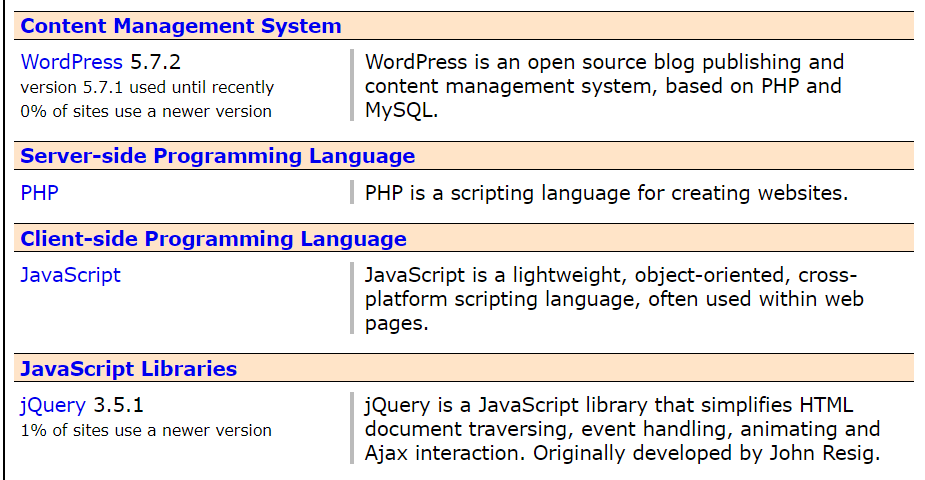 Content Management System
WordPress 5.7.2
version 5.7.1 used until recently
0% of sites use a newer version
WordPress is an open source blog publishing and
content management system, based on PHP and
MySQL.
Server-side Programming Language
PHP
PHP is a scripting language for creating websites.
Client-side Programming Language
JavaScript
JavaScript is a lightweight, object-oriented, cross-
platform scripting language, often used within web
pages.
JavaScript Libraries
jQuery 3.5.1
1% of sites use a newer version
jQuery is a JavaScript library that simplifies HTML
document traversing, event handling, animating and
Ajax interaction. Originally developed by John Resig.